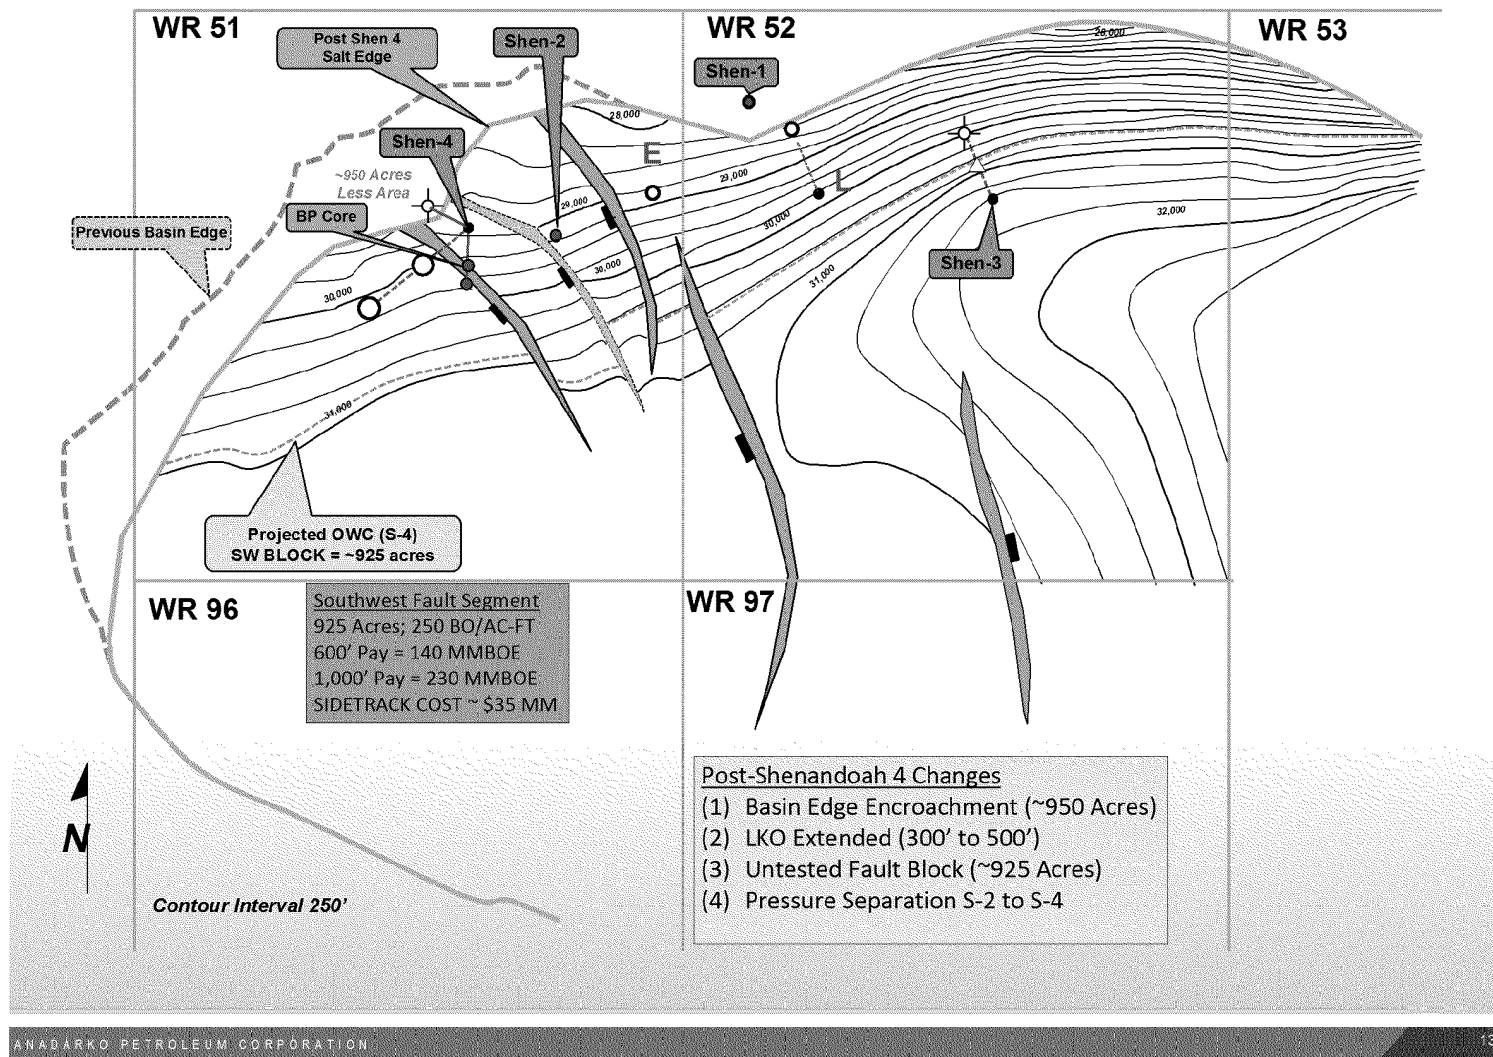 WR 51
WR 52
WR 53
Post Shen 4
Salt Edge
Shen-2
Shen-1
28,000
28,000
Shen-4
E
~950 Acres
Less Area
29,000
L
BP Core
29,000
30,000
32,000
Previous Basin Edge
Shen-3
30,000
31,000
30,000
31,000
Projected OWC (S-4)
SW BLOCK = ~925 acres
WR 96
WR 97
Southwest Fault Segment
925 Acres; 250 BO/AC-FT
600' Pay = 140 MMBOE
1,000' Pay = 230 MMBOE
SIDETRACK COST ~ $35 MM
Post-Shenandoah 4 Changes
(1) Basin Edge Encroachment (~950 Acres)
(2) LKO Extended (300' to 500')
(3) Untested Fault Block (~925 Acres)
(4) Pressure Separation S-2 to S-4
N
Contour Interval 250'
ANADARKO PETROLEUM CORPORATION
13